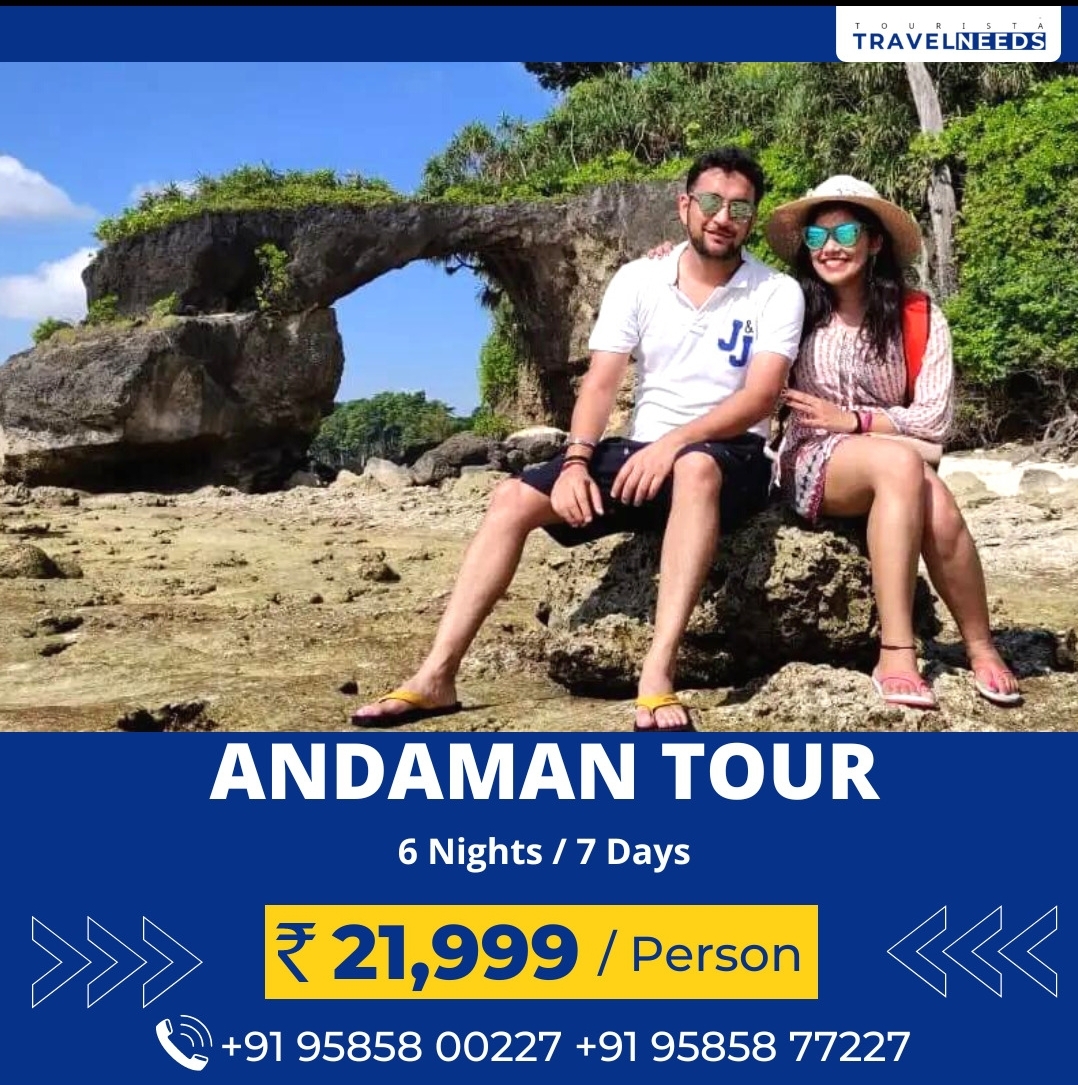 TOURISTA
TRAVELNEEDS
J&J
ANDAMAN TOUR
6 Nights / 7 Days
₹ 21,999 / Person
+91 95858 00227 +91 95858 77227